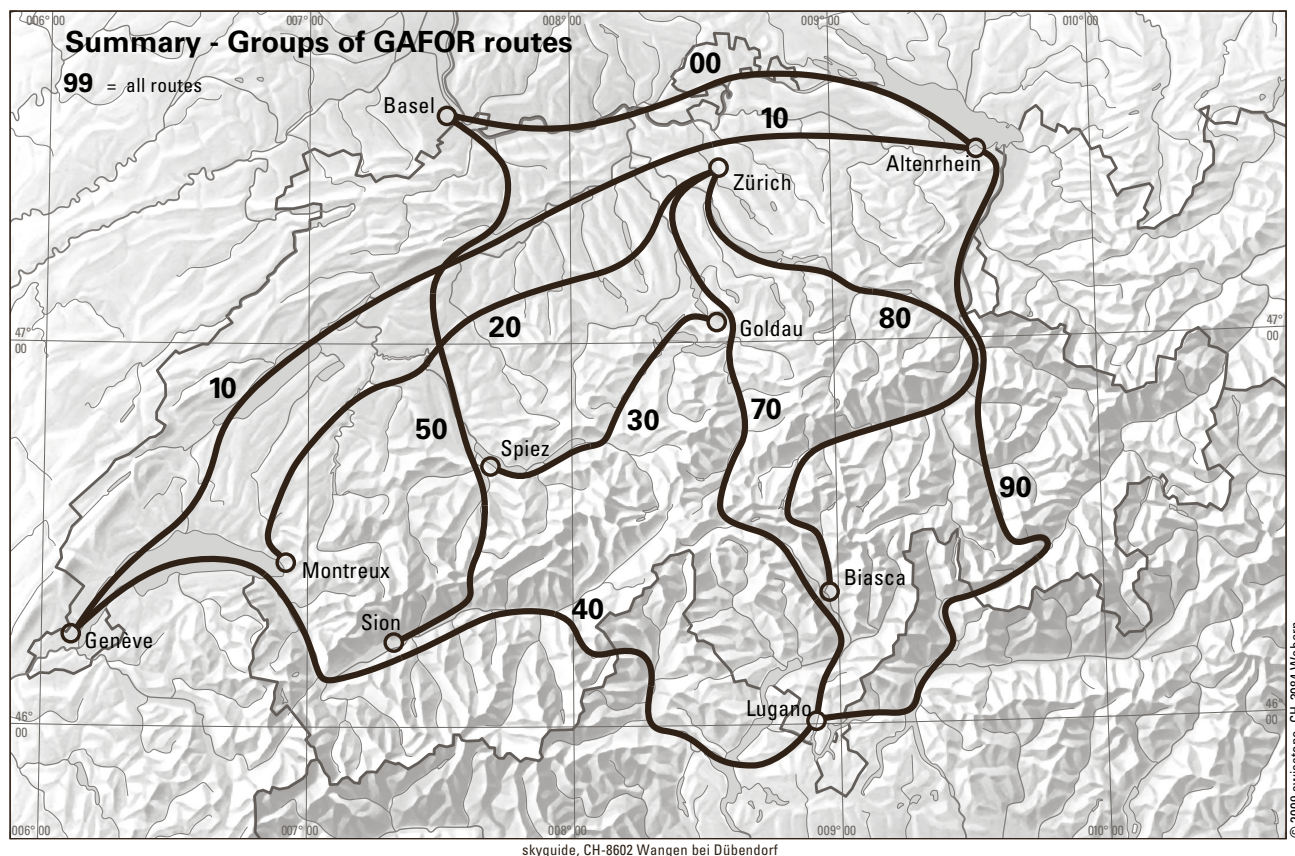 006° 00 007° 00 008° 00 009° 00 010° 00
Summary - Groups of GAFOR routes
99 = all routes
00
Basel
10
Altenrhein
Zürich
20
Goldau
80
47°
00
47°
00
10
50
30
70
Spiez
90
Montreux
Biasca
40
Sion
Genève
Lugano
46°
00
46°
00
006° 00 007° 00 008° 00 009° 00 010° 00
skyguide, CH-8602 Wangen bei Dübendorf